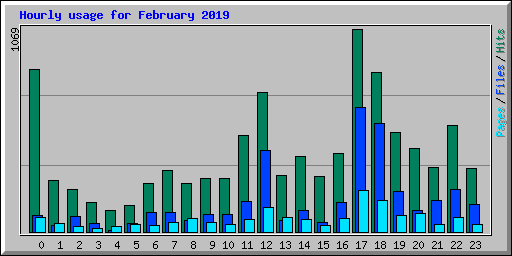 Hourly usage for February 2019
1069
Pages / Files / Hits
0 1 2 3 4 5 6 7 8 9 10 11 12 13 14 15 16 17 18 19 20 21 22 23